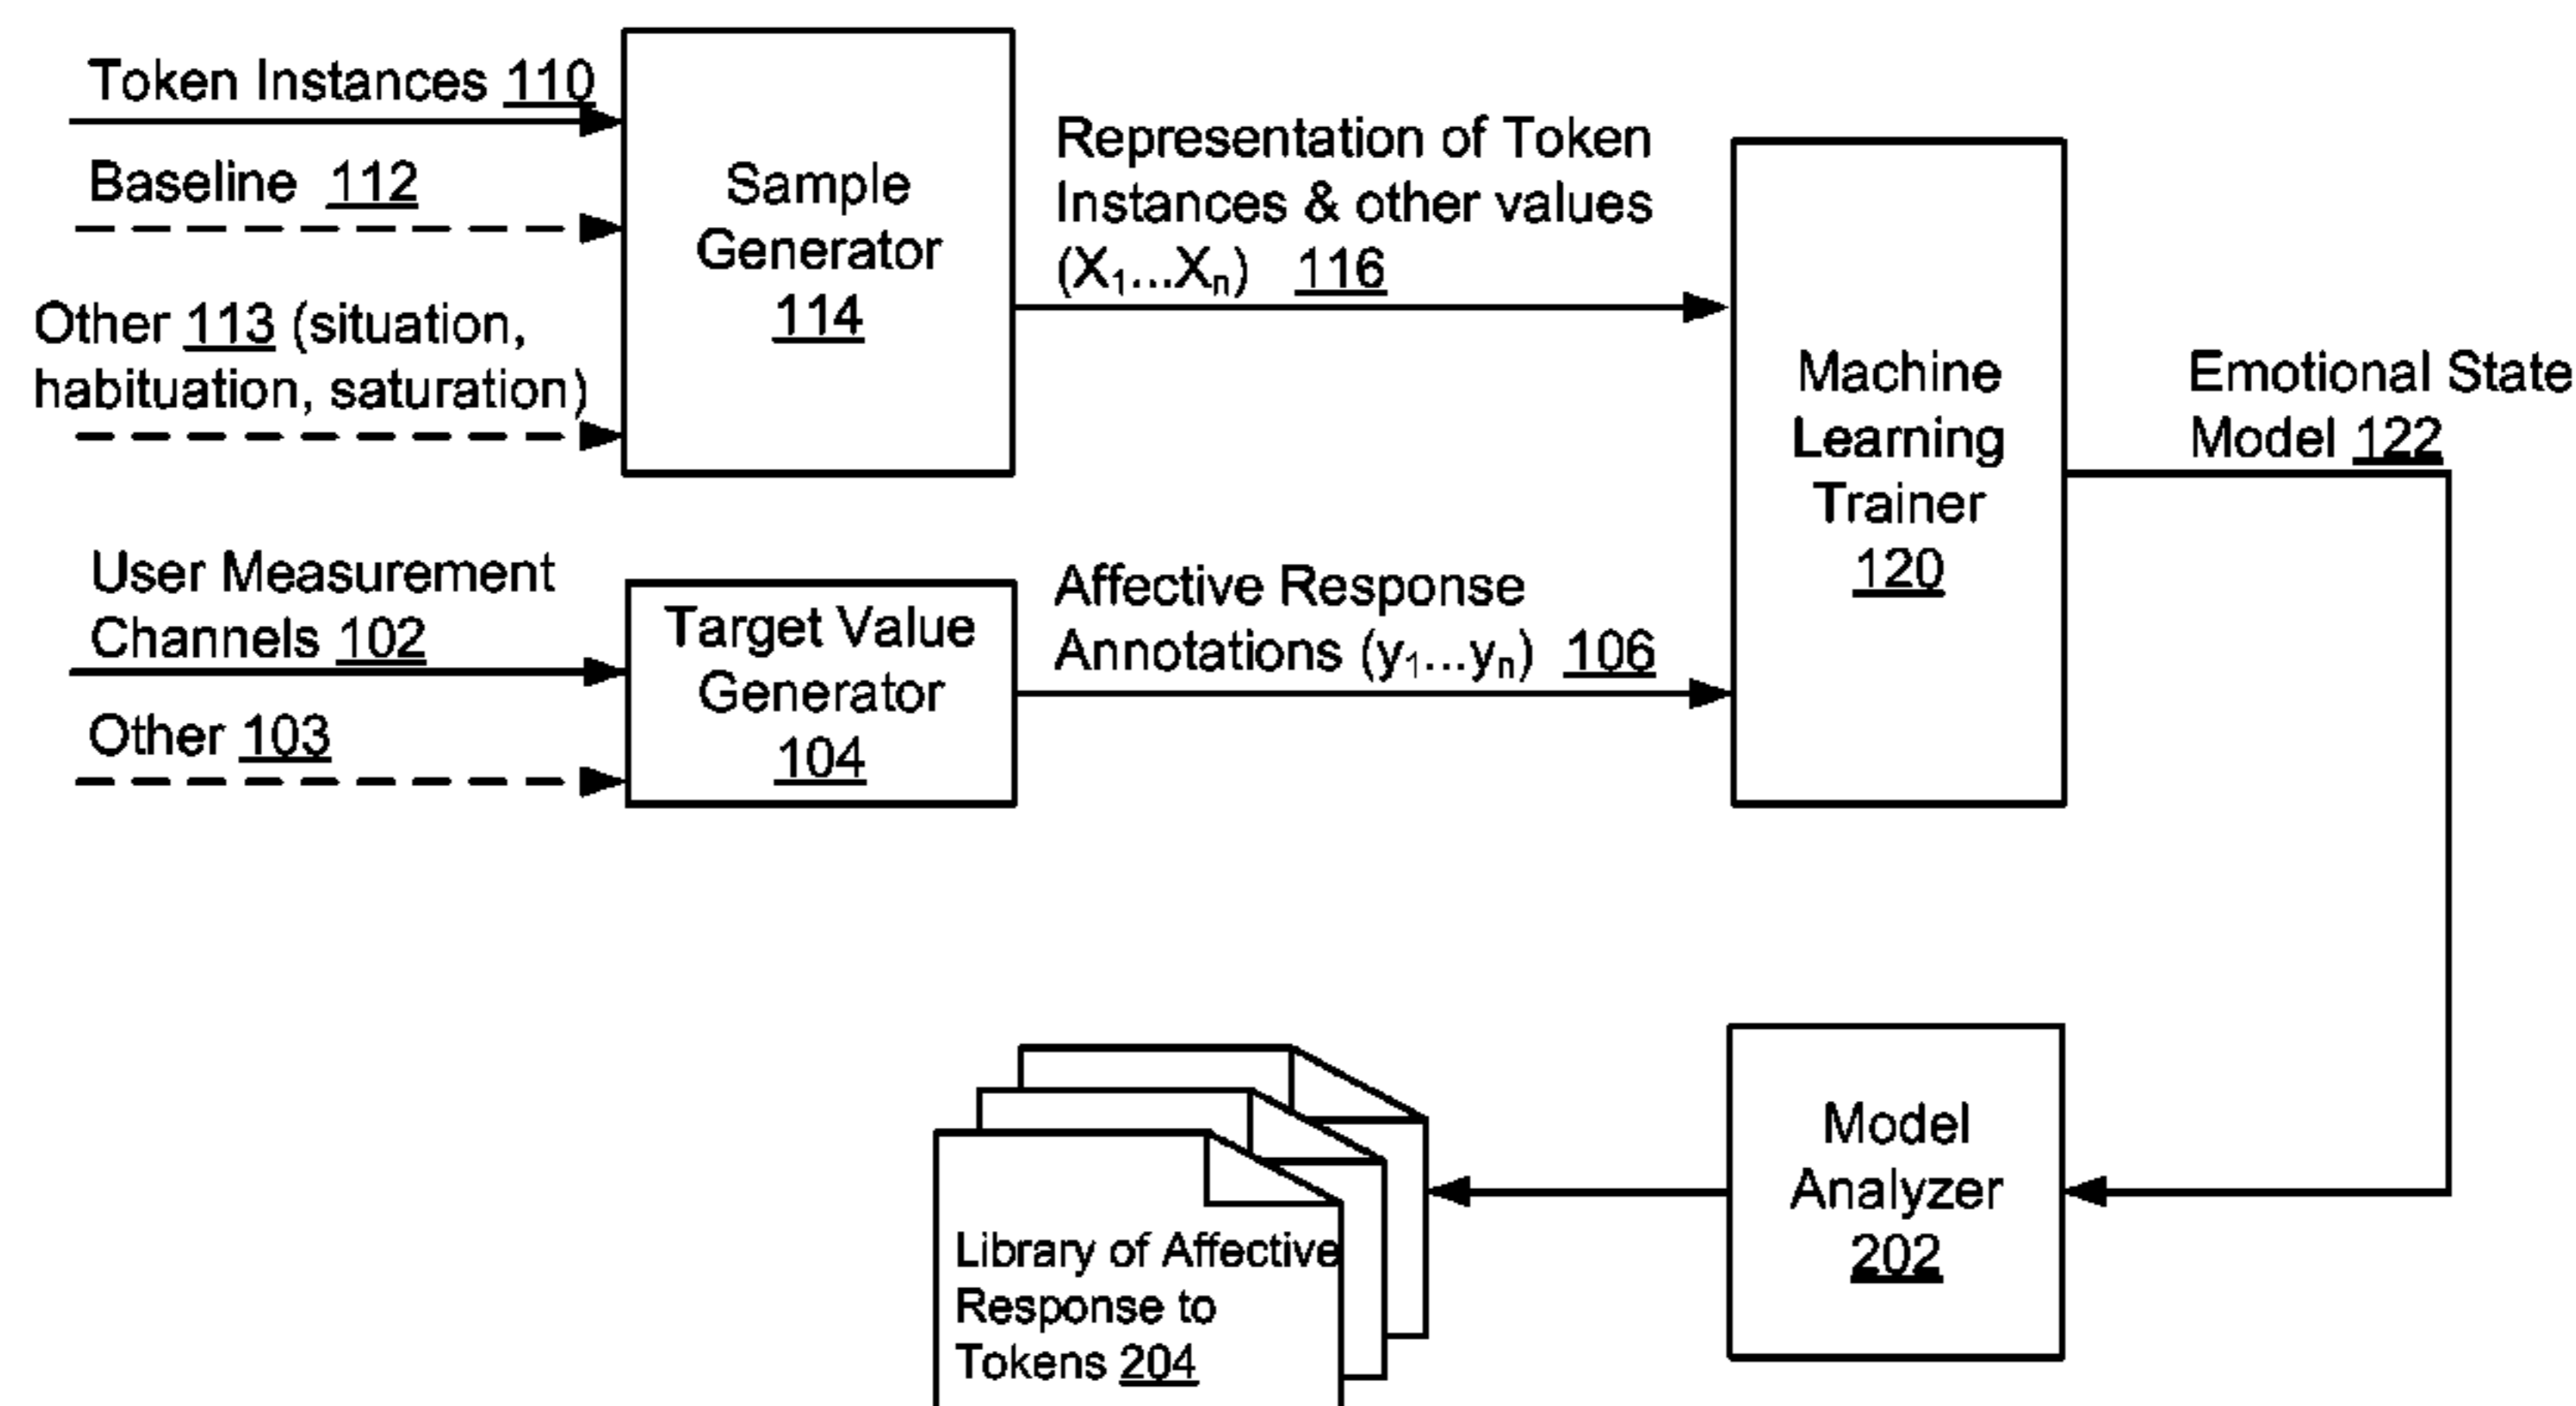 Token Instances 110
Baseline 112
Other 113 (situation,
habituation, saturation)
Sample
Generator
114
Representation of Token
Instances & other values
(X₁...Xₙ) 116
User Measurement
Channels 102
Other 103
Target Value
Generator
104
Affective Response
Annotations (y₁...yₙ) 106
Machine
Learning
Trainer
120
Emotional State
Model 122
Model
Analyzer
202
Library of Affective
Response to
Tokens 204